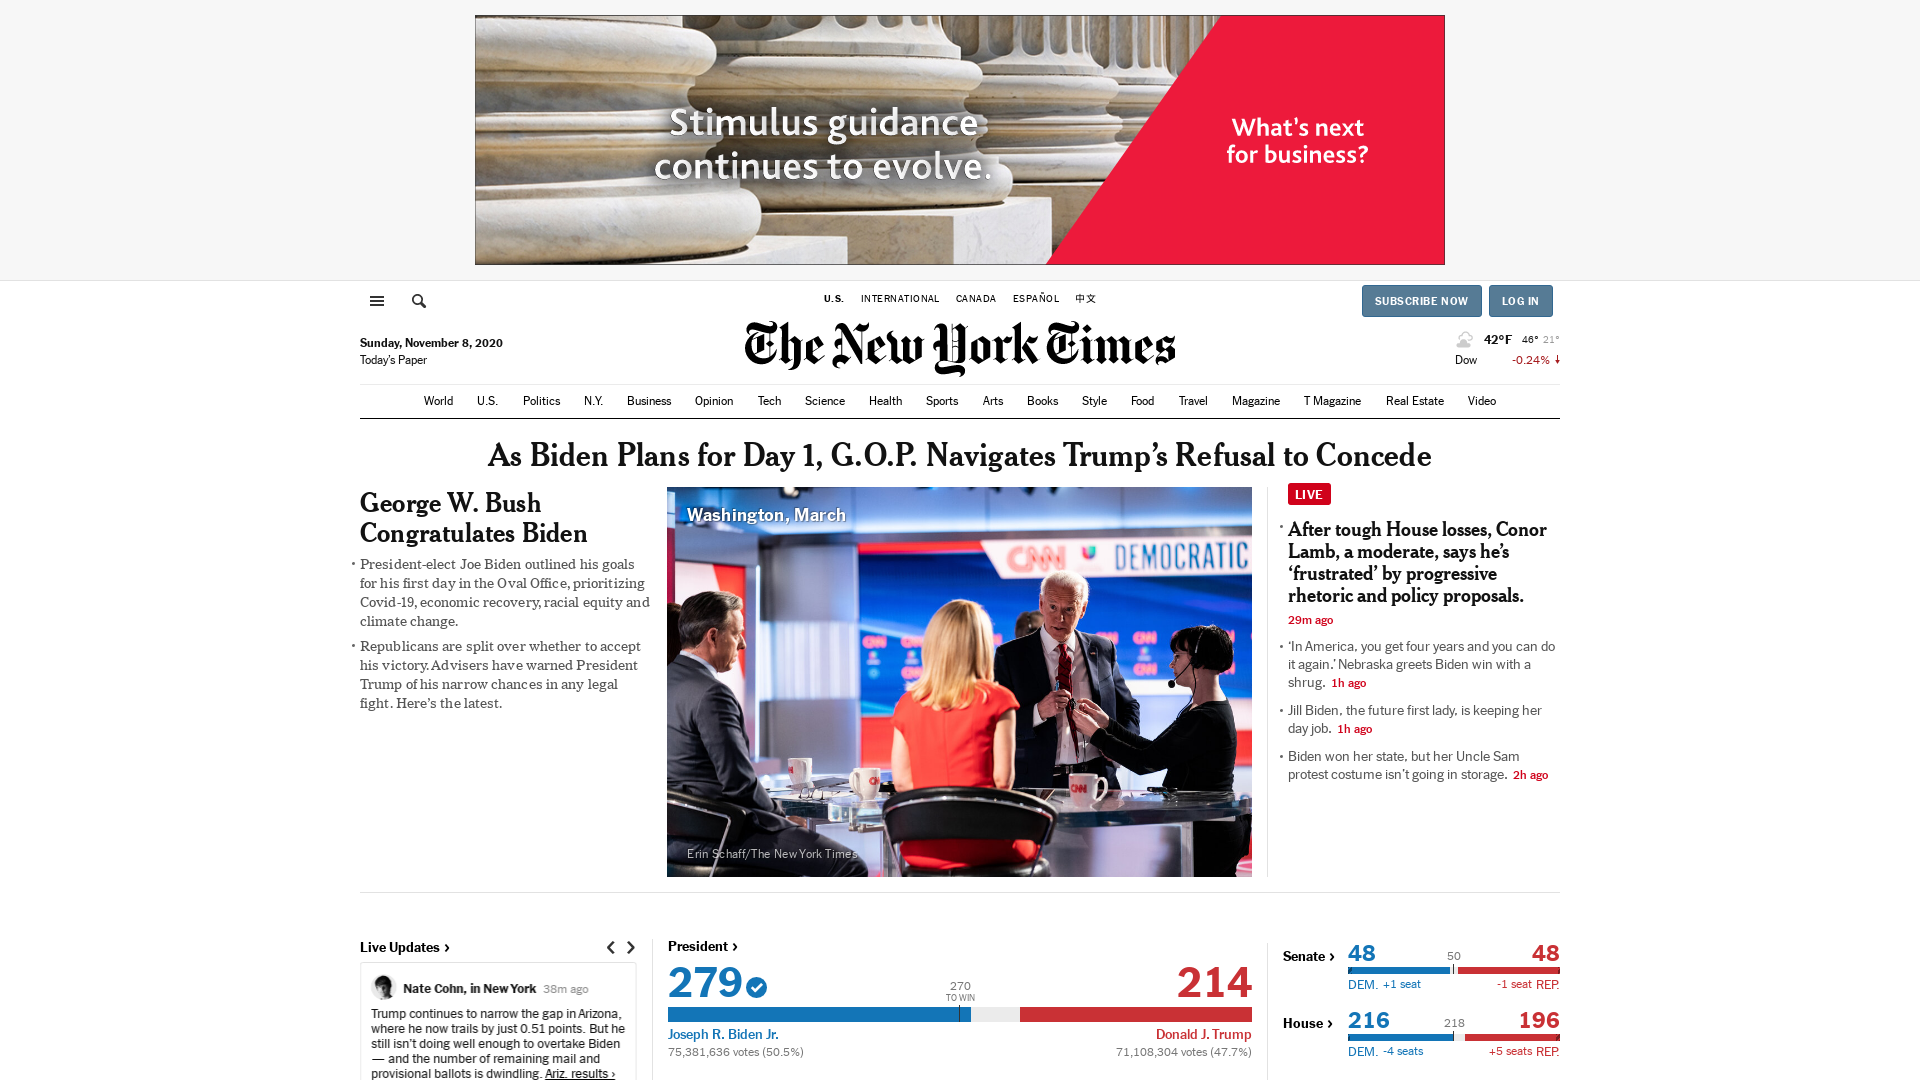 Stimulus guidance
continues to evolve.
What's next
for business?
U.S. INTERNATIONAL CANADA ESPAÑOL 中文
SUBSCRIBE NOW LOG IN
Sunday, November 8, 2020
Today's Paper
The New York Times
42°F 46° 21°
Dow -0.24%
World U.S. Politics N.Y. Business Opinion Tech Science Health Sports Arts Books Style Food Travel Magazine T Magazine Real Estate Video
As Biden Plans for Day 1, G.O.P. Navigates Trump's Refusal to Concede
George W. Bush
Congratulates Biden
President-elect Joe Biden outlined his goals
for his first day in the Oval Office, prioritizing
Covid-19, economic recovery, racial equity and
climate change.
Republicans are split over whether to accept
his victory. Advisers have warned President
Trump of his narrow chances in any legal
fight. Here's the latest.
Washington, March
CNN DEMOCRATIC
CNN
Erin Schaff/The New York Times
LIVE
After tough House losses, Conor
Lamb, a moderate, says he's
'frustrated' by progressive
rhetoric and policy proposals.
29m ago
'In America, you get four years and you can do
it again.' Nebraska greets Biden win with a
shrug. 1h ago
Jill Biden, the future first lady, is keeping her
day job. 1h ago
Biden won her state, but her Uncle Sam
protest costume isn't going in storage. 2h ago
Live Updates ›
Nate Cohn, in New York 38m ago
Trump continues to narrow the gap in Arizona,
where he now trails by just 0.51 points. But he
still isn't doing well enough to overtake Biden
— and the number of remaining mail and
provisional ballots is dwindling. Ariz. results ›
President ›
279 214
270
TO WIN
Joseph R. Biden Jr. Donald J. Trump
75,381,636 votes (50.5%) 71,108,304 votes (47.7%)
Senate › 48 50 48
DEM. +1 seat -1 seat REP.
House › 216 218 196
DEM. -4 seats +5 seats REP.